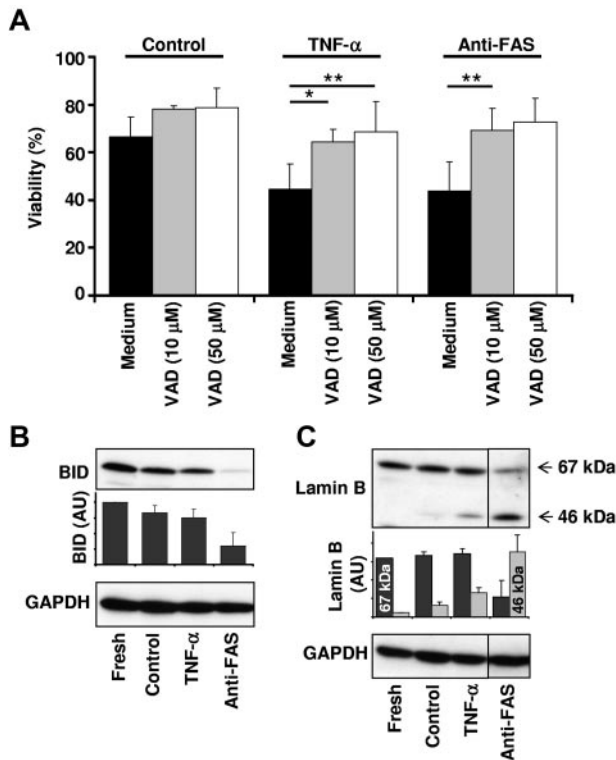 A
Control
TNF-α
Anti-FAS
Viability (%)
100
80
60
40
20
0
**
*
**
Medium
VAD (10 μM)
VAD (50 μM)
Medium
VAD (10 μM)
VAD (50 μM)
Medium
VAD (10 μM)
VAD (50 μM)
B
BID
BID (AU)
GAPDH
Fresh
Control
TNF-α
Anti-FAS
C
Lamin B
67 kDa
46 kDa
Lamin B
(AU)
67 kDa
46 kDa
GAPDH
Fresh
Control
TNF-α
Anti-FAS